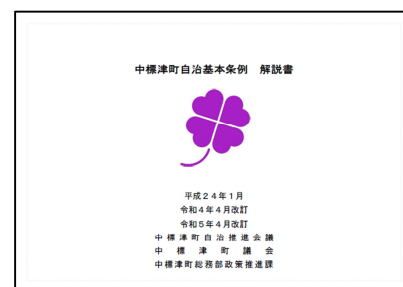 中標津町自治基本条例　解説書
平成２４年１月
令和４年４月改訂
令和５年４月改訂
中標津町自治推進会議
中標津町議会
中標津町総務部政策推進課